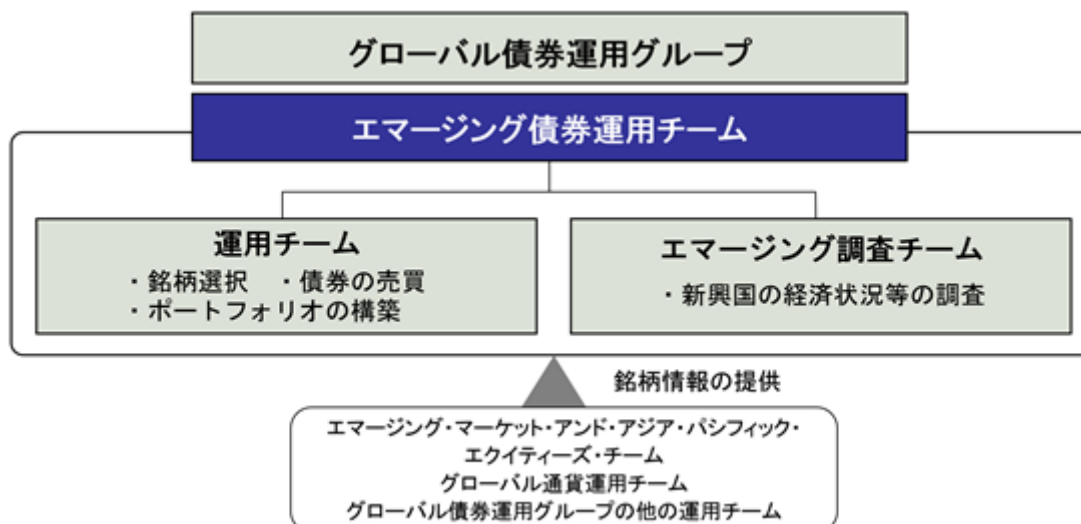 グローバル債券運用グループ
エマージング債券運用チーム
運用チーム
・銘柄選択　・債券の売買
・ポートフォリオの構築
エマージング調査チーム
・新興国の経済状況等の調査
銘柄情報の提供
エマージング・マーケット・アンド・アジア・パシフィック・
エクイティーズ・チーム
グローバル通貨運用チーム
グローバル債券運用グループの他の運用チーム